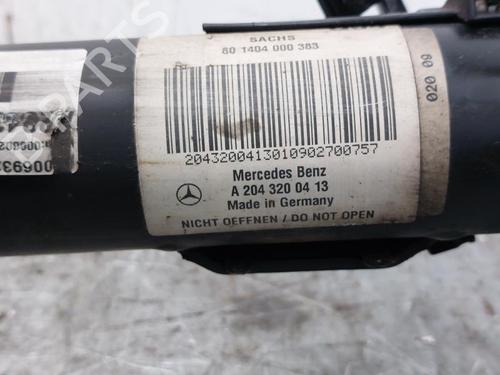 SACHS
80 1404 000 383
020 09
2043200413010902700757
Mercedes Benz
A 204 320 04 13
Made in Germany
NICHT OEFFNEN / DO NOT OPEN